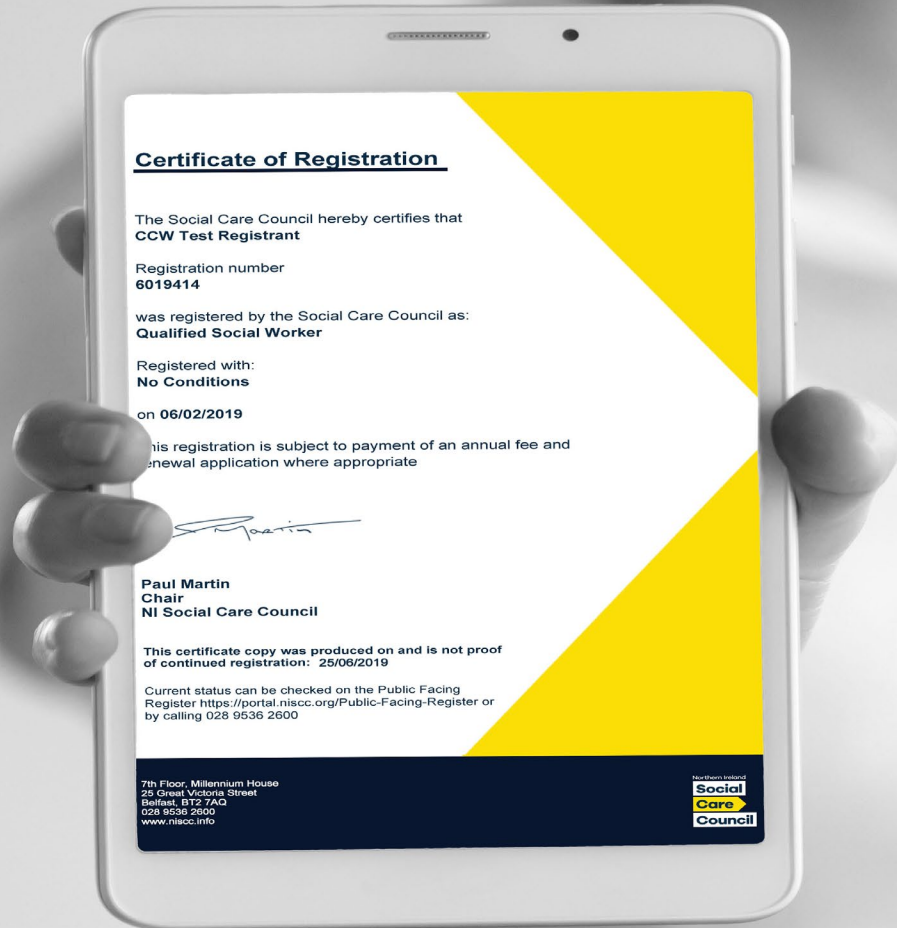 Certificate of Registration
The Social Care Council hereby certifies that
CCW Test Registrant
Registration number
6019414
was registered by the Social Care Council as:
Qualified Social Worker
Registered with:
No Conditions
on 06/02/2019
his registration is subject to payment of an annual fee and
enewal application where appropriate
Martin
Paul Martin
Chair
NI Social Care Council
This certificate copy was produced on and is not proof
of continued registration: 25/06/2019
Current status can be checked on the Public Facing
Register https://portal.niscc.org/Public-Facing-Register or
by calling 028 9536 2600
7th Floor, Millennium House
25 Great Victoria Street
Belfast, BT2 7AQ
028 9536 2600
www.niscc.info
Northern Ireland
Social
Care
Council